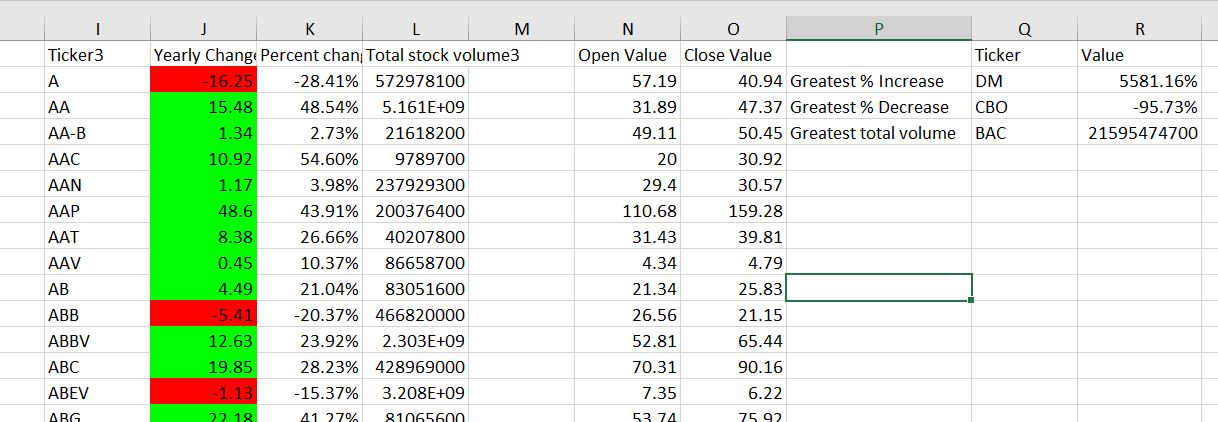 I J K L M N O P Q R
Ticker3 Yearly Change Percent chan Total stock volume3 Open Value Close Value Ticker Value
A -16.25 -28.41% 572978100 57.19 40.94 Greatest % Increase DM 5581.16%
AA 15.48 48.54% 5.161E+09 31.89 47.37 Greatest % Decrease CBO -95.73%
AA-B 1.34 2.73% 21618200 49.11 50.45 Greatest total volume BAC 21595474700
AAC 10.92 54.60% 9789700 20 30.92
AAN 1.17 3.98% 237929300 29.4 30.57
AAP 48.6 43.91% 200376400 110.68 159.28
AAT 8.38 26.66% 40207800 31.43 39.81
AAV 0.45 10.37% 86658700 4.34 4.79
AB 4.49 21.04% 83051600 21.34 25.83
ABB -5.41 -20.37% 466820000 26.56 21.15
ABBV 12.63 23.92% 2.303E+09 52.81 65.44
ABC 19.85 28.23% 428969000 70.31 90.16
ABEV -1.13 -15.37% 3.208E+09 7.35 6.22
ABG 22.18 41.27% 81065600 53.74 75.92